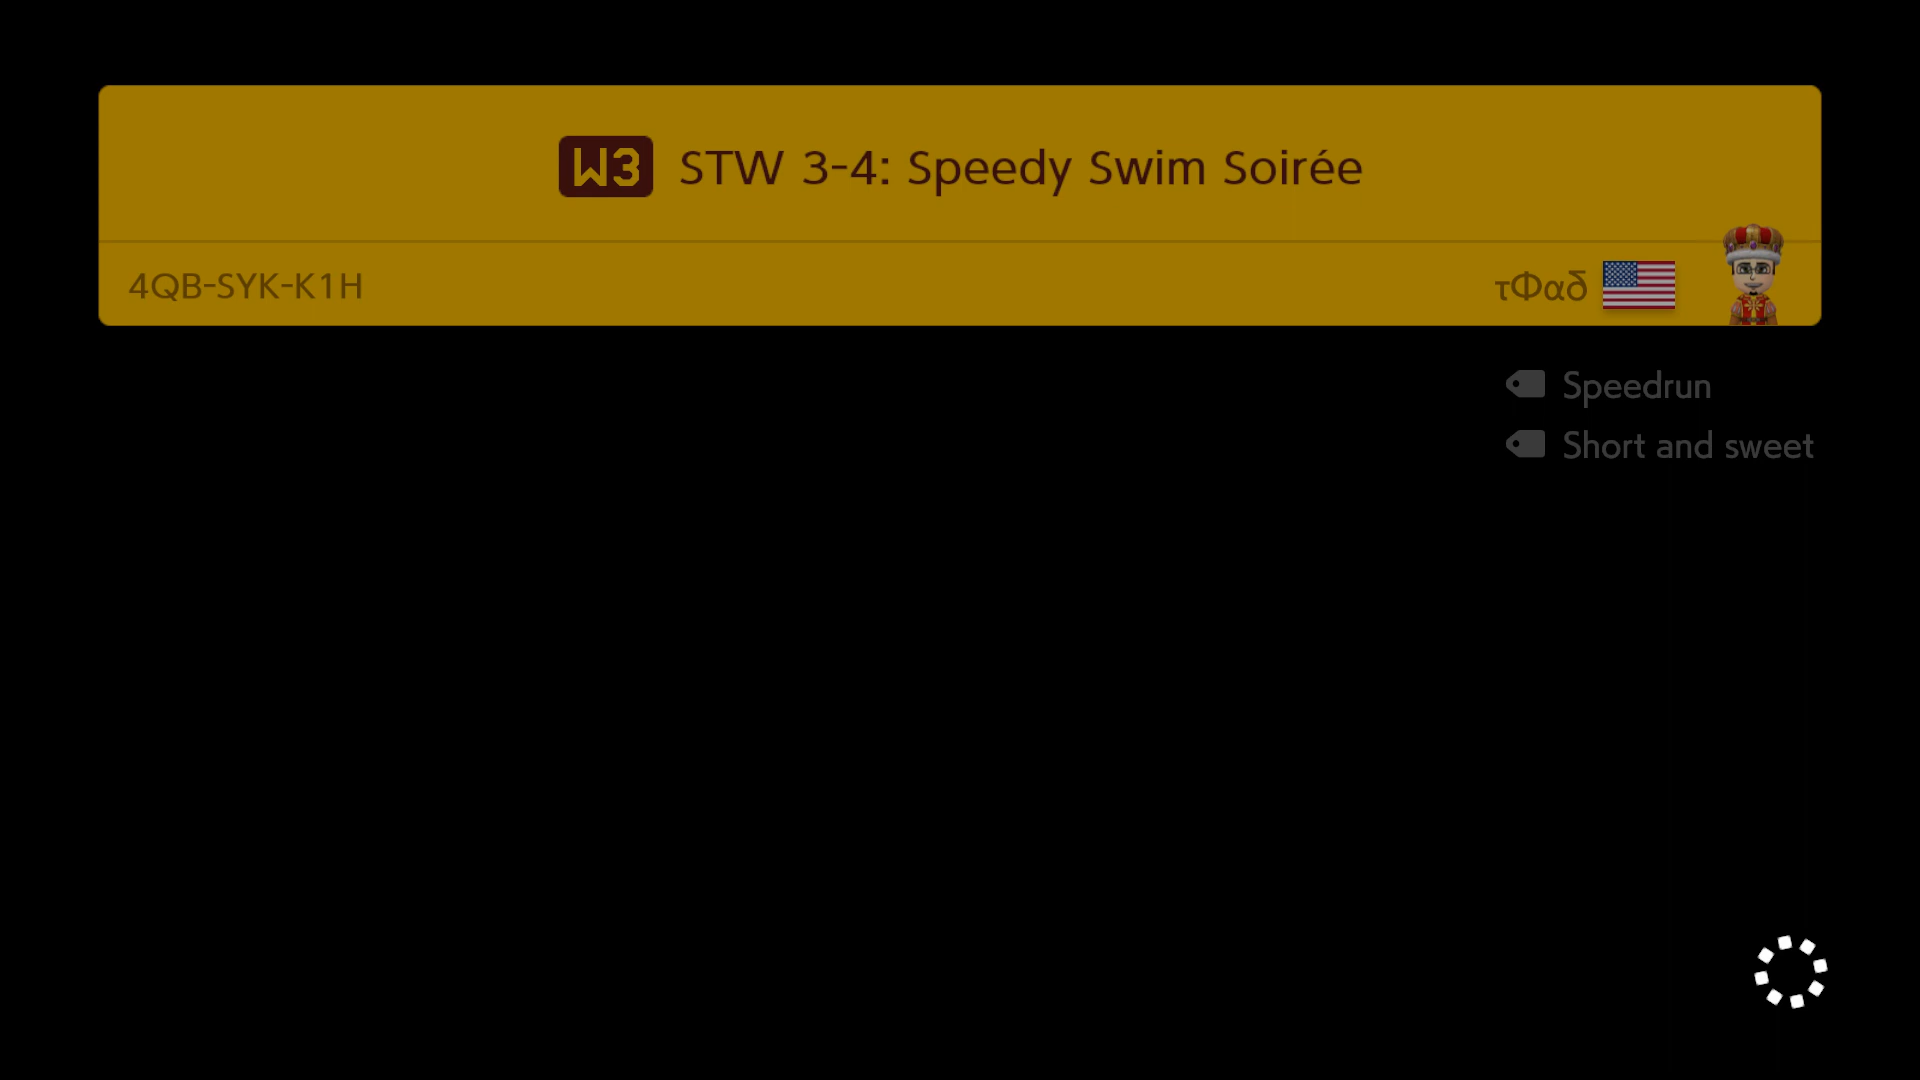 W3 STW 3-4: Speedy Swim Soirée
4QB-SYK-K1H
τΦαδ
Speedrun
Short and sweet